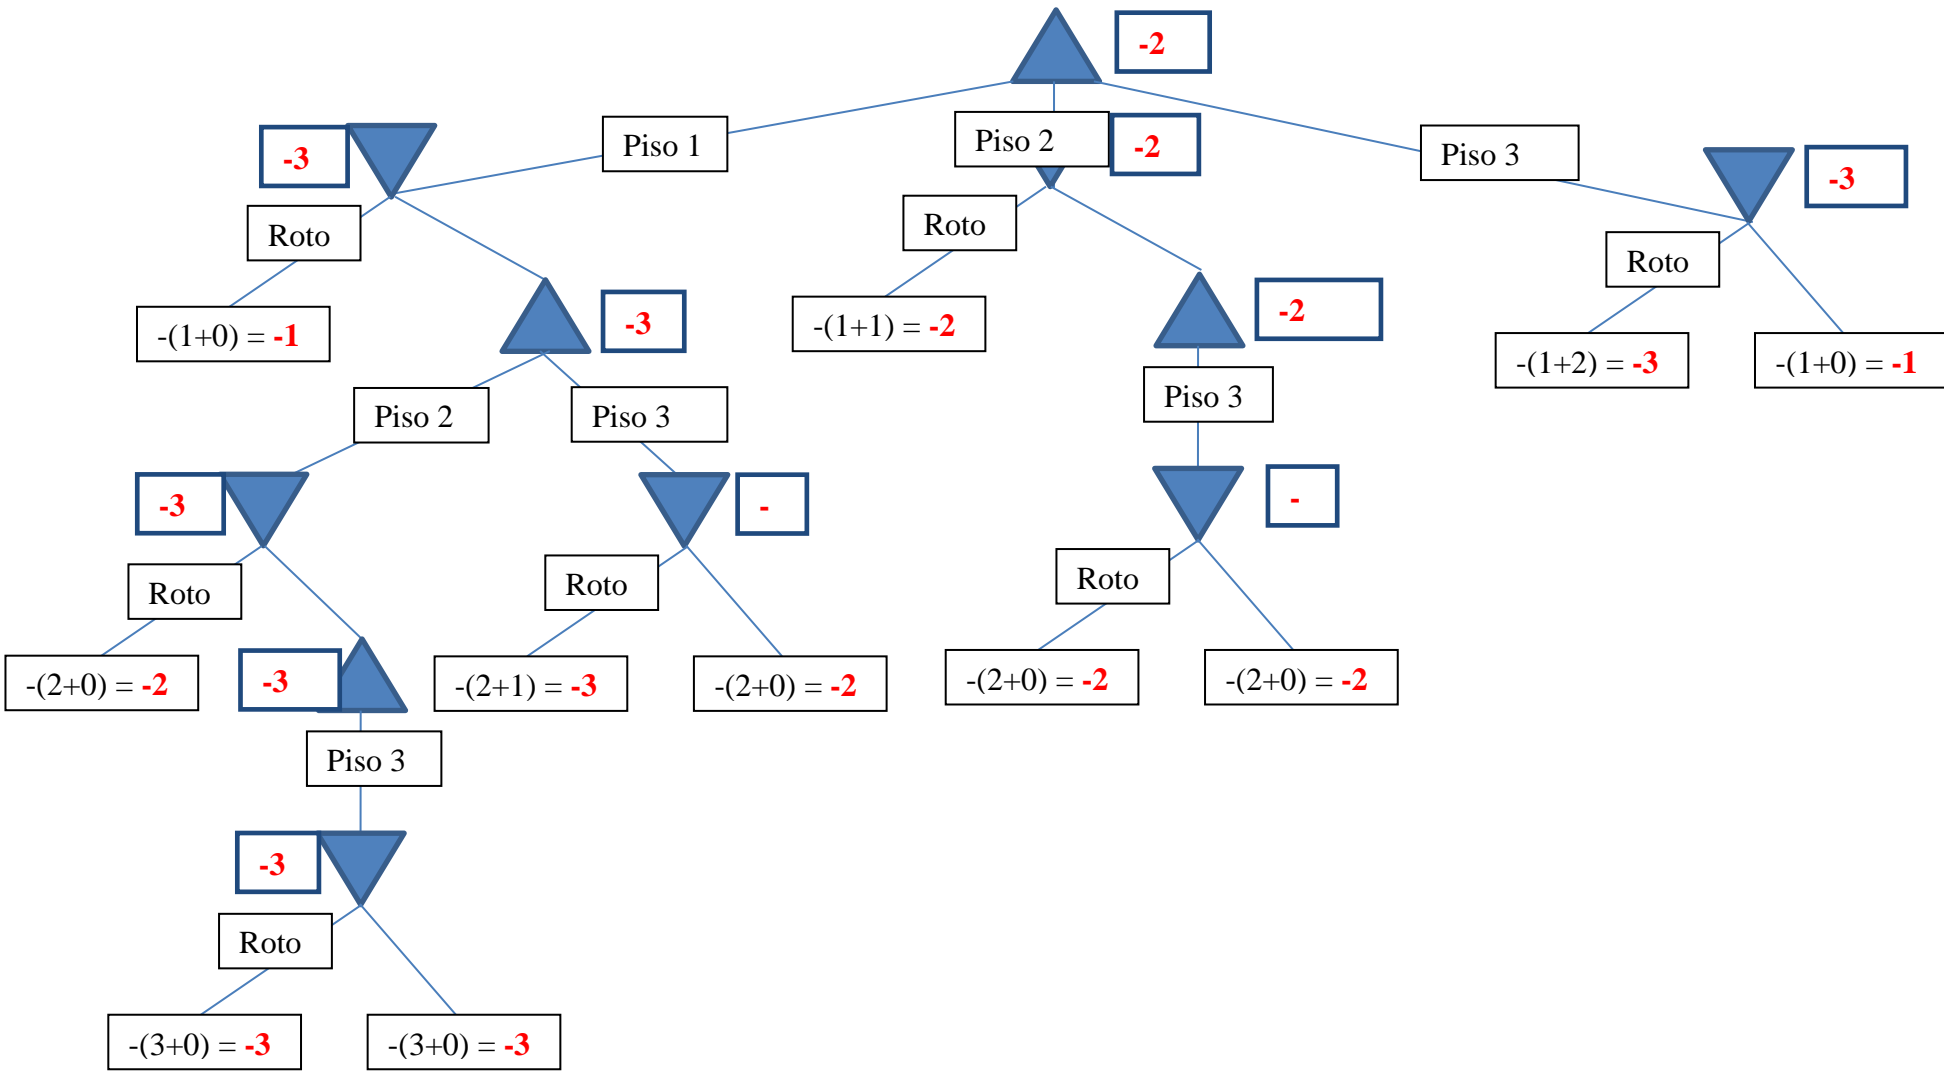 -2
Piso 1
Piso 2
-2
Piso 3
-3
-3
Roto
Roto
Roto
-(1+0) = -1
-3
-(1+1) = -2
-2
-(1+2) = -3
-(1+0) = -1
Piso 2
Piso 3
Piso 3
-3
-
-
Roto
Roto
Roto
-(2+0) = -2
-3
-(2+1) = -3
-(2+0) = -2
-(2+0) = -2
-(2+0) = -2
Piso 3
-3
Roto
-(3+0) = -3
-(3+0) = -3